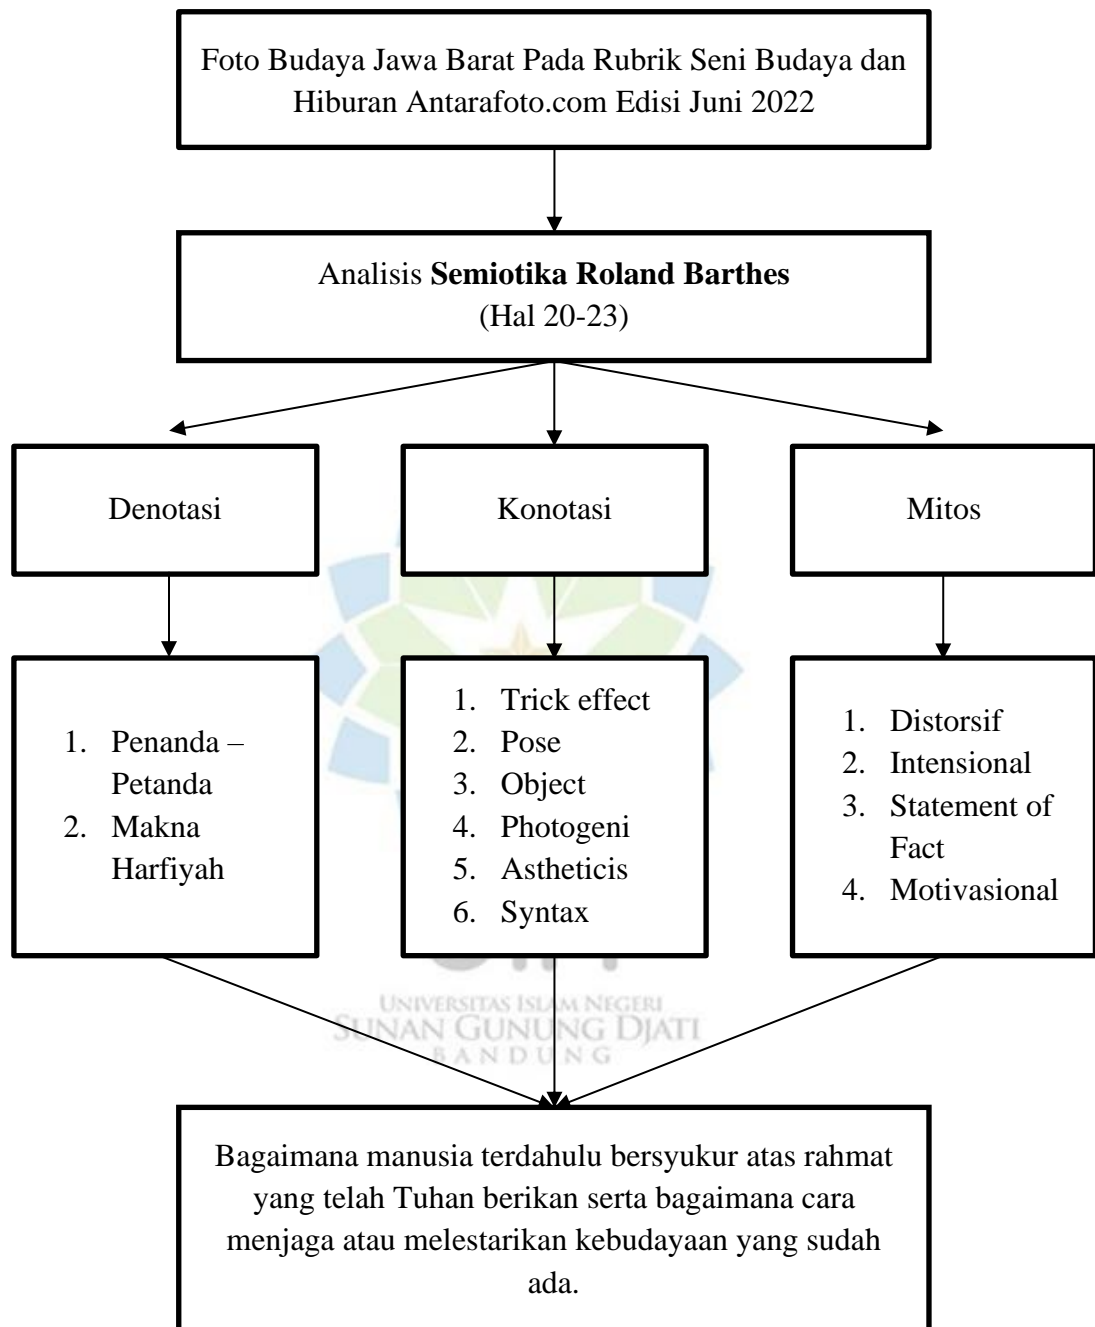 Foto Budaya Jawa Barat Pada Rubrik Seni Budaya dan
Hiburan Antarafoto.com Edisi Juni 2022
Analisis Semiotika Roland Barthes
(Hal 20-23)
Denotasi
Konotasi
Mitos
1. Penanda –
Petanda
2. Makna
Harfiyah
1. Trick effect
2. Pose
3. Object
4. Photogeni
5. Astheticis
6. Syntax
1. Distorsif
2. Intensional
3. Statement of
Fact
4. Motivasional
UNIVERSITAS ISLAM NEGERI
SUNAN GUNUNG DJATI
BANDUNG
Bagaimana manusia terdahulu bersyukur atas rahmat
yang telah Tuhan berikan serta bagaimana cara
menjaga atau melestarikan kebudayaan yang sudah
ada.